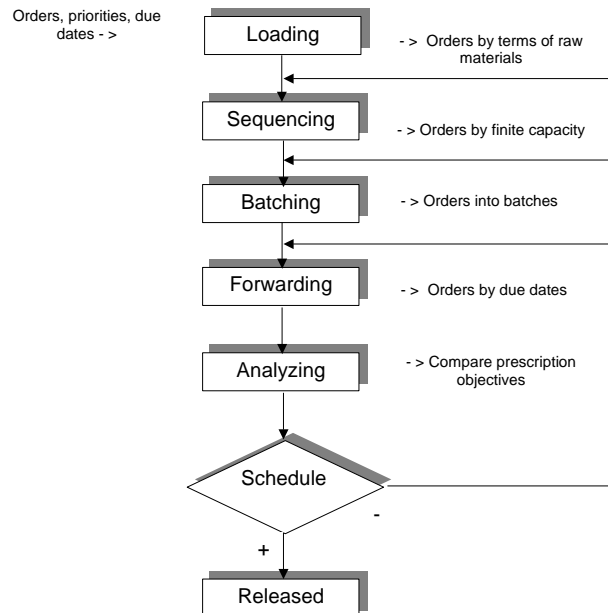 Orders, priorities, due
dates - >
Loading
- > Orders by terms of raw
materials
Sequencing
- > Orders by finite capacity
Batching
- > Orders into batches
Forwarding
- > Orders by due dates
Analyzing
- > Compare prescription
objectives
Schedule
-
+
Released